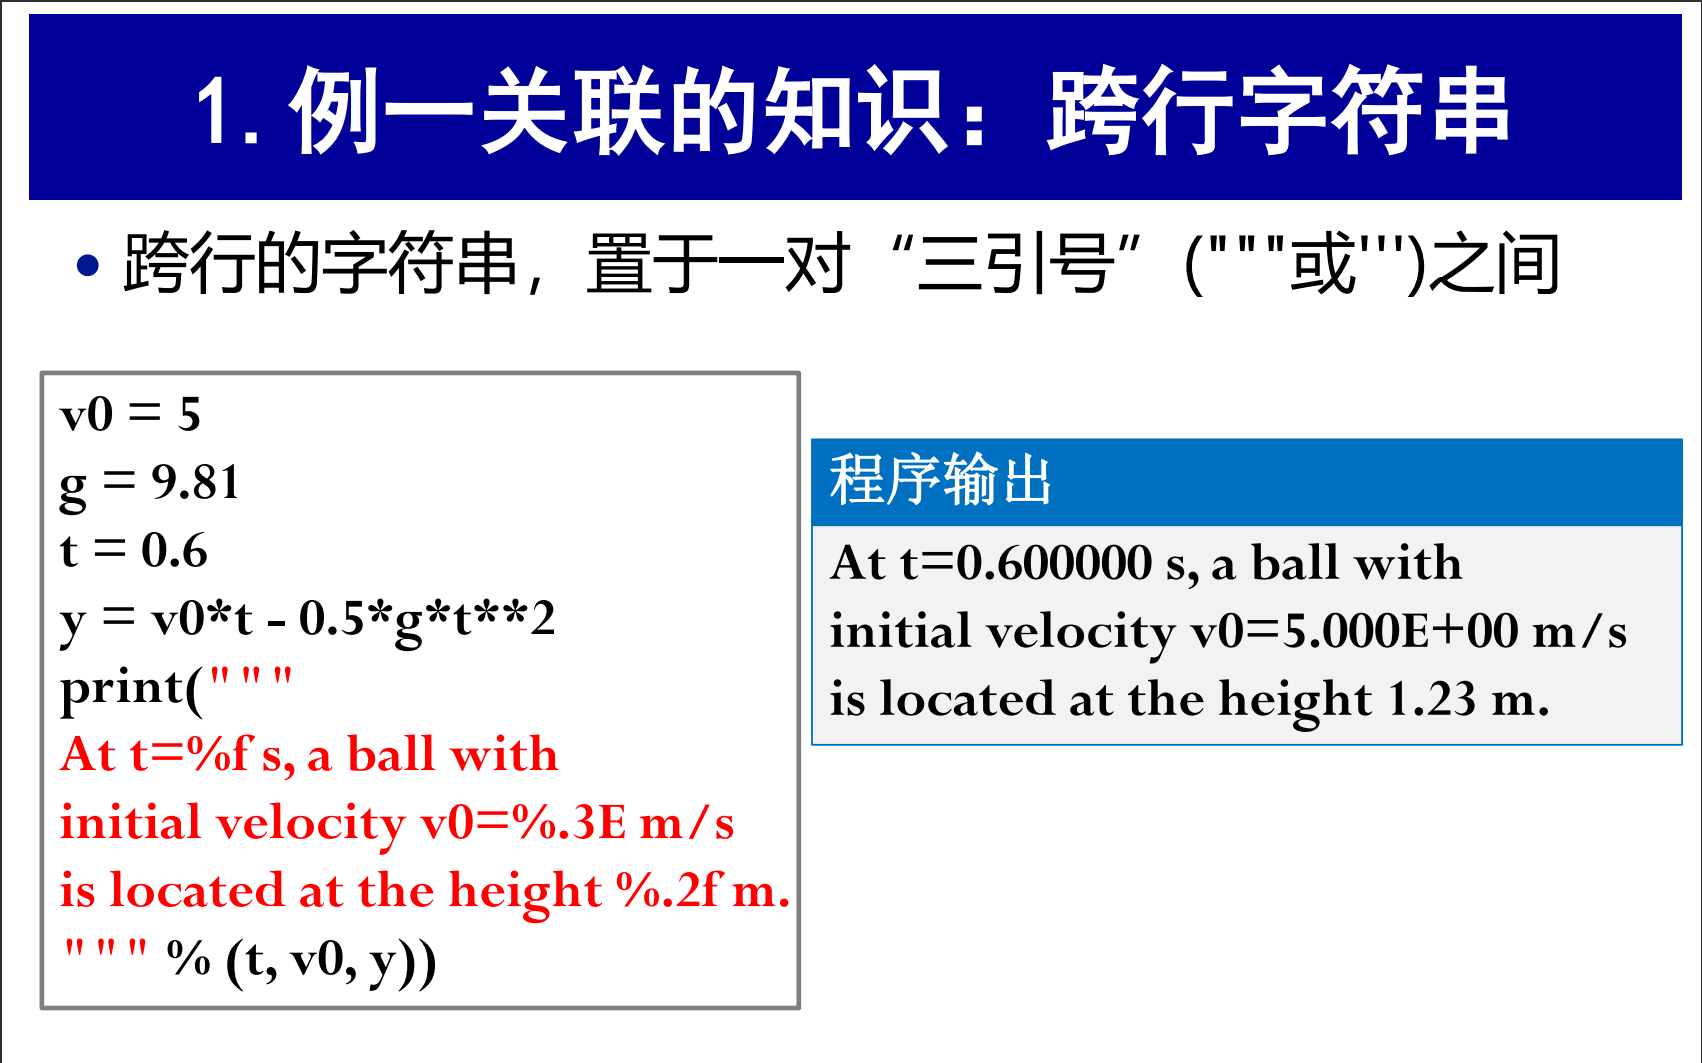 1.例一关联的知识：跨行字符串
• 跨行的字符串，置于一对“三引号”("""或''')之间
v0 = 5
g = 9.81
t = 0.6
y = v0*t - 0.5*g*t**2
print("""
At t=%f s, a ball with
initial velocity v0=%.3E m/s
is located at the height %.2f m.
""" % (t, v0, y))
程序输出
At t=0.600000 s, a ball with
initial velocity v0=5.000E+00 m/s
is located at the height 1.23 m.